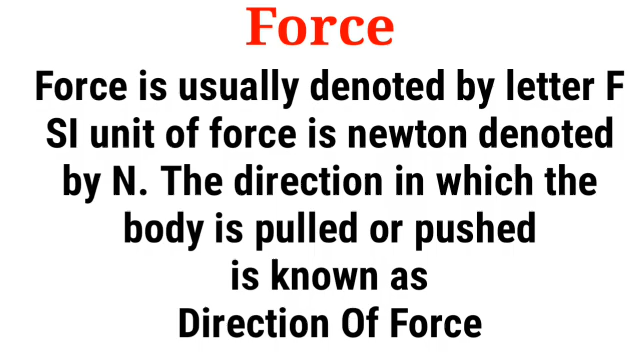 Force
Force is usually denoted by letter F
SI unit of force is newton denoted
by N. The direction in which the
body is pulled or pushed
is known as
Direction Of Force